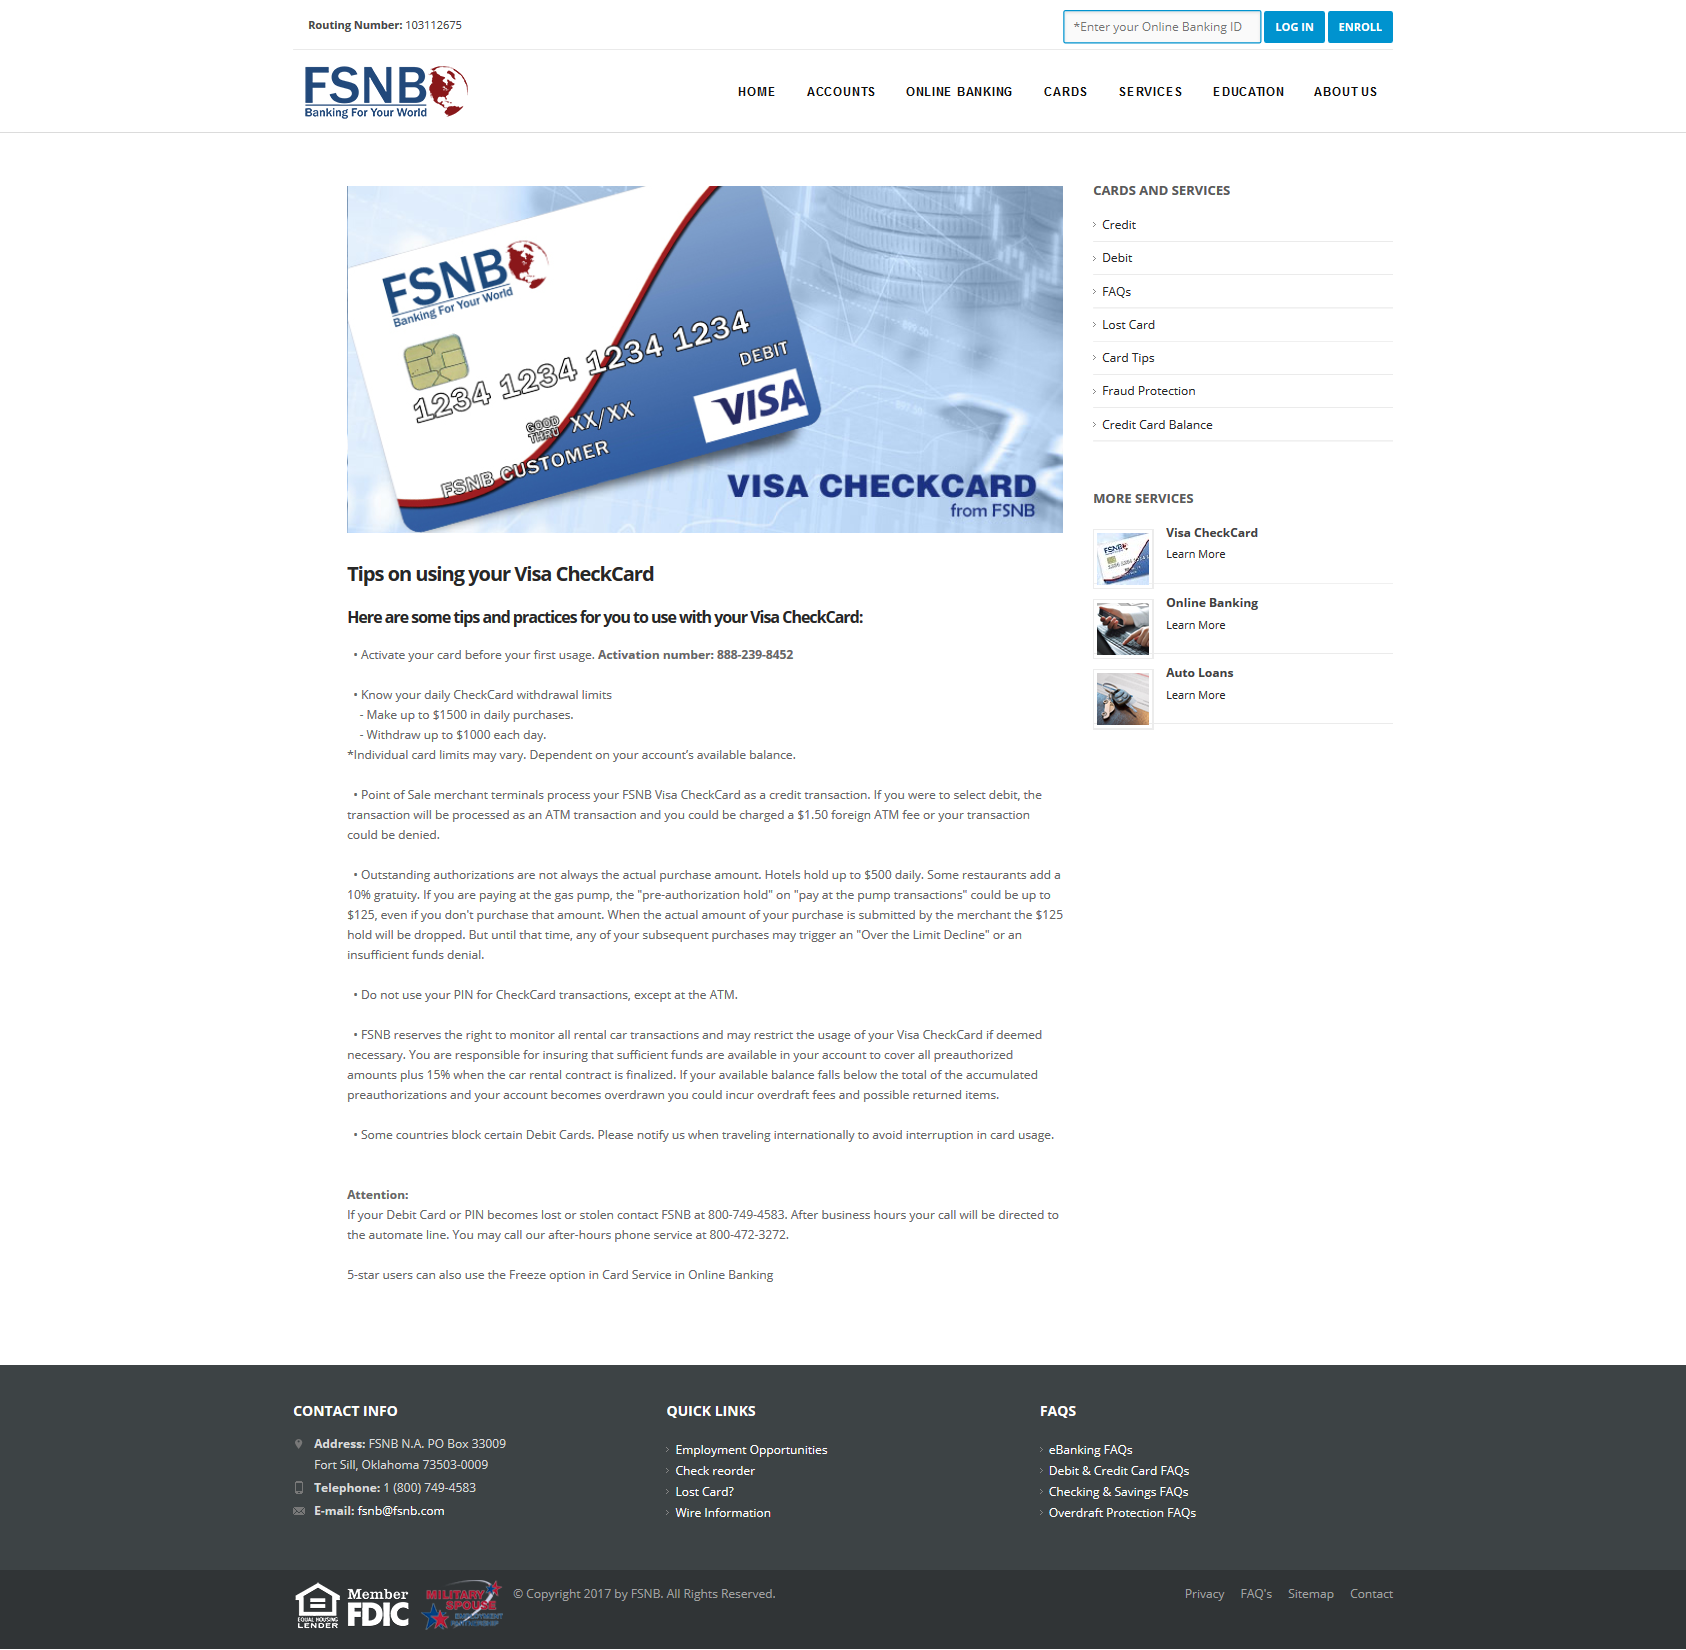 Routing Number: 103112675
*Enter your Online Banking ID
LOG IN
ENROLL
FSNB
Banking For Your World
HOME
ACCOUNTS
ONLINE BANKING
CARDS
SERVICES
EDUCATION
ABOUT US
FSNB
Banking For Your World
1234 1234 1234 1234
DEBIT
GOOD
THRU
XX/XX
VISA
FSNB CUSTOMER
VISA CHECKCARD
from FSNB
Tips on using your Visa CheckCard
Here are some tips and practices for you to use with your Visa CheckCard:
• Activate your card before your first usage. Activation number: 888-239-8452
• Know your daily CheckCard withdrawal limits
- Make up to $1500 in daily purchases.
- Withdraw up to $1000 each day.
*Individual card limits may vary. Dependent on your account’s available balance.
• Point of Sale merchant terminals process your FSNB Visa CheckCard as a credit transaction. If you were to select debit, the
transaction will be processed as an ATM transaction and you could be charged a $1.50 foreign ATM fee or your transaction
could be denied.
• Outstanding authorizations are not always the actual purchase amount. Hotels hold up to $500 daily. Some restaurants add a
10% gratuity. If you are paying at the gas pump, the "pre-authorization hold" on "pay at the pump transactions" could be up to
$125, even if you don't purchase that amount. When the actual amount of your purchase is submitted by the merchant the $125
hold will be dropped. But until that time, any of your subsequent purchases may trigger an "Over the Limit Decline" or an
insufficient funds denial.
• Do not use your PIN for CheckCard transactions, except at the ATM.
• FSNB reserves the right to monitor all rental car transactions and may restrict the usage of your Visa CheckCard if deemed
necessary. You are responsible for insuring that sufficient funds are available in your account to cover all preauthorized
amounts plus 15% when the car rental contract is finalized. If your available balance falls below the total of the accumulated
preauthorizations and your account becomes overdrawn you could incur overdraft fees and possible returned items.
• Some countries block certain Debit Cards. Please notify us when traveling internationally to avoid interruption in card usage.
Attention:
If your Debit Card or PIN becomes lost or stolen contact FSNB at 800-749-4583. After business hours your call will be directed to
the automate line. You may call our after-hours phone service at 800-472-3272.
5-star users can also use the Freeze option in Card Service in Online Banking
CARDS AND SERVICES
Credit
Debit
FAQs
Lost Card
Card Tips
Fraud Protection
Credit Card Balance
MORE SERVICES
Visa CheckCard
Learn More
Online Banking
Learn More
Auto Loans
Learn More
CONTACT INFO
Address: FSNB N.A. PO Box 33009
Fort Sill, Oklahoma 73503-0009
Telephone: 1 (800) 749-4583
E-mail: fsnb@fsnb.com
QUICK LINKS
Employment Opportunities
Check reorder
Lost Card?
Wire Information
FAQS
eBanking FAQs
Debit & Credit Card FAQs
Checking & Savings FAQs
Overdraft Protection FAQs
EQUAL HOUSING
LENDER
Member
FDIC
MILITARY
SPOUSE
EMPLOYMENT
PARTNERSHIP
© Copyright 2017 by FSNB. All Rights Reserved.
Privacy
FAQ's
Sitemap
Contact